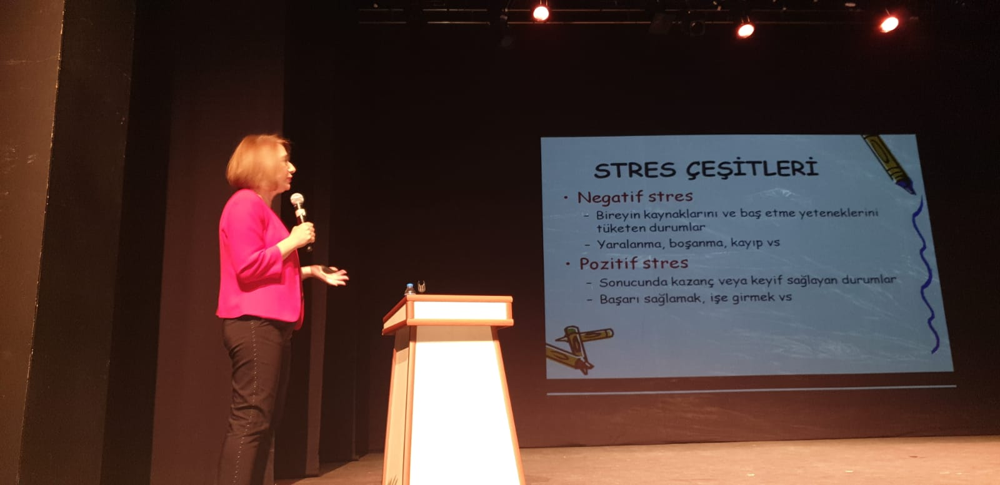 STRES ÇEŞİTLERİ
• Negatif stres
– Bireyin kaynaklarını ve baş etme yeteneklerini
tüketen durumlar
– Yaralanma, boşanma, kayıp vs
• Pozitif stres
– Sonucunda kazanç veya keyif sağlayan durumlar
– Başarı sağlamak, işe girmek vs